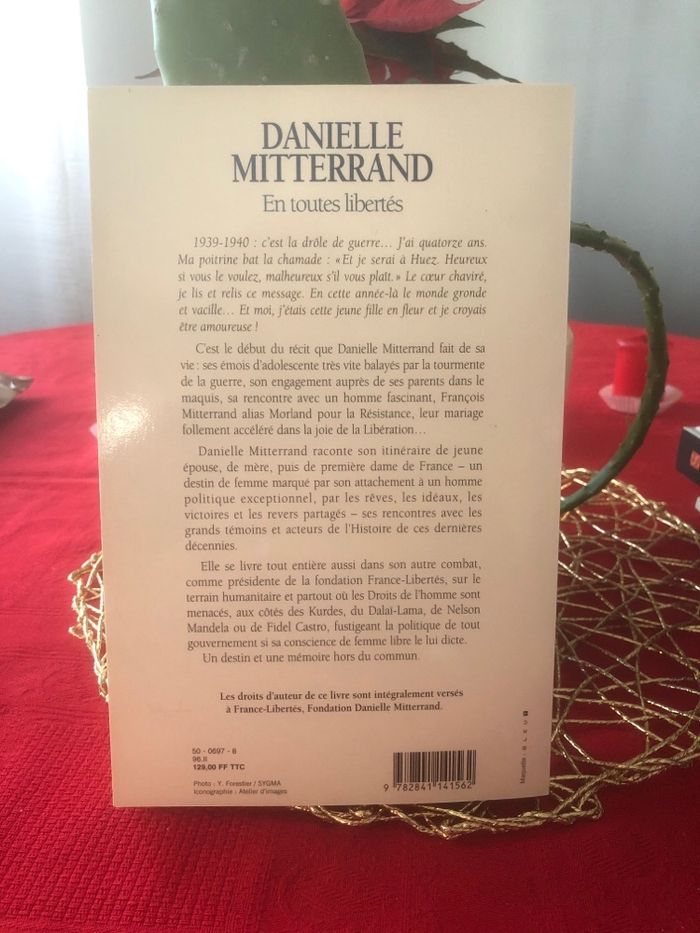 DANIELLE
MITTERRAND
En toutes libertés
1939-1940 : c'est la drôle de guerre... J'ai quatorze ans.
Ma poitrine bat la chamade : « Et je serai à Huez. Heureux
si vous le voulez, malheureux s'il vous plaît. » Le cœur chaviré,
je lis et relis ce message. En cette année-là le monde gronde
et vacille... Et moi, j'étais cette jeune fille en fleur et je croyais
être amoureuse !
C'est le début du récit que Danielle Mitterrand fait de sa
vie : ses émois d'adolescente très vite balayés par la tourmente
de la guerre, son engagement auprès de ses parents dans le
maquis, sa rencontre avec un homme fascinant, François
Mitterrand alias Morland pour la Résistance, leur mariage
follement accéléré dans la joie de la Libération...
Danielle Mitterrand raconte son itinéraire de jeune
épouse, de mère, puis de première dame de France – un
destin de femme marqué par son attachement à un homme
politique exceptionnel, par les rêves, les idéaux, les
victoires et les revers partagés – ses rencontres avec les
grands témoins et acteurs de l'Histoire de ces dernières
décennies.
Elle se livre tout entière aussi dans son autre combat,
comme présidente de la fondation France-Libertés, sur le
terrain humanitaire et partout où les Droits de l'homme sont
menacés, aux côtés des Kurdes, du Dalaï-Lama, de Nelson
Mandela ou de Fidel Castro, fustigeant la politique de tout
gouvernement si sa conscience de femme libre le lui dicte.
Un destin et une mémoire hors du commun.
Les droits d'auteur de ce livre sont intégralement versés
à France-Libertés, Fondation Danielle Mitterrand.
50 - 0697 - 8
96.II
129,00 FF TTC
Photo : Y. Forestier / SYGMA
Iconographie : Atelier d'images
9 782841 141562
Maquette : BLEU T